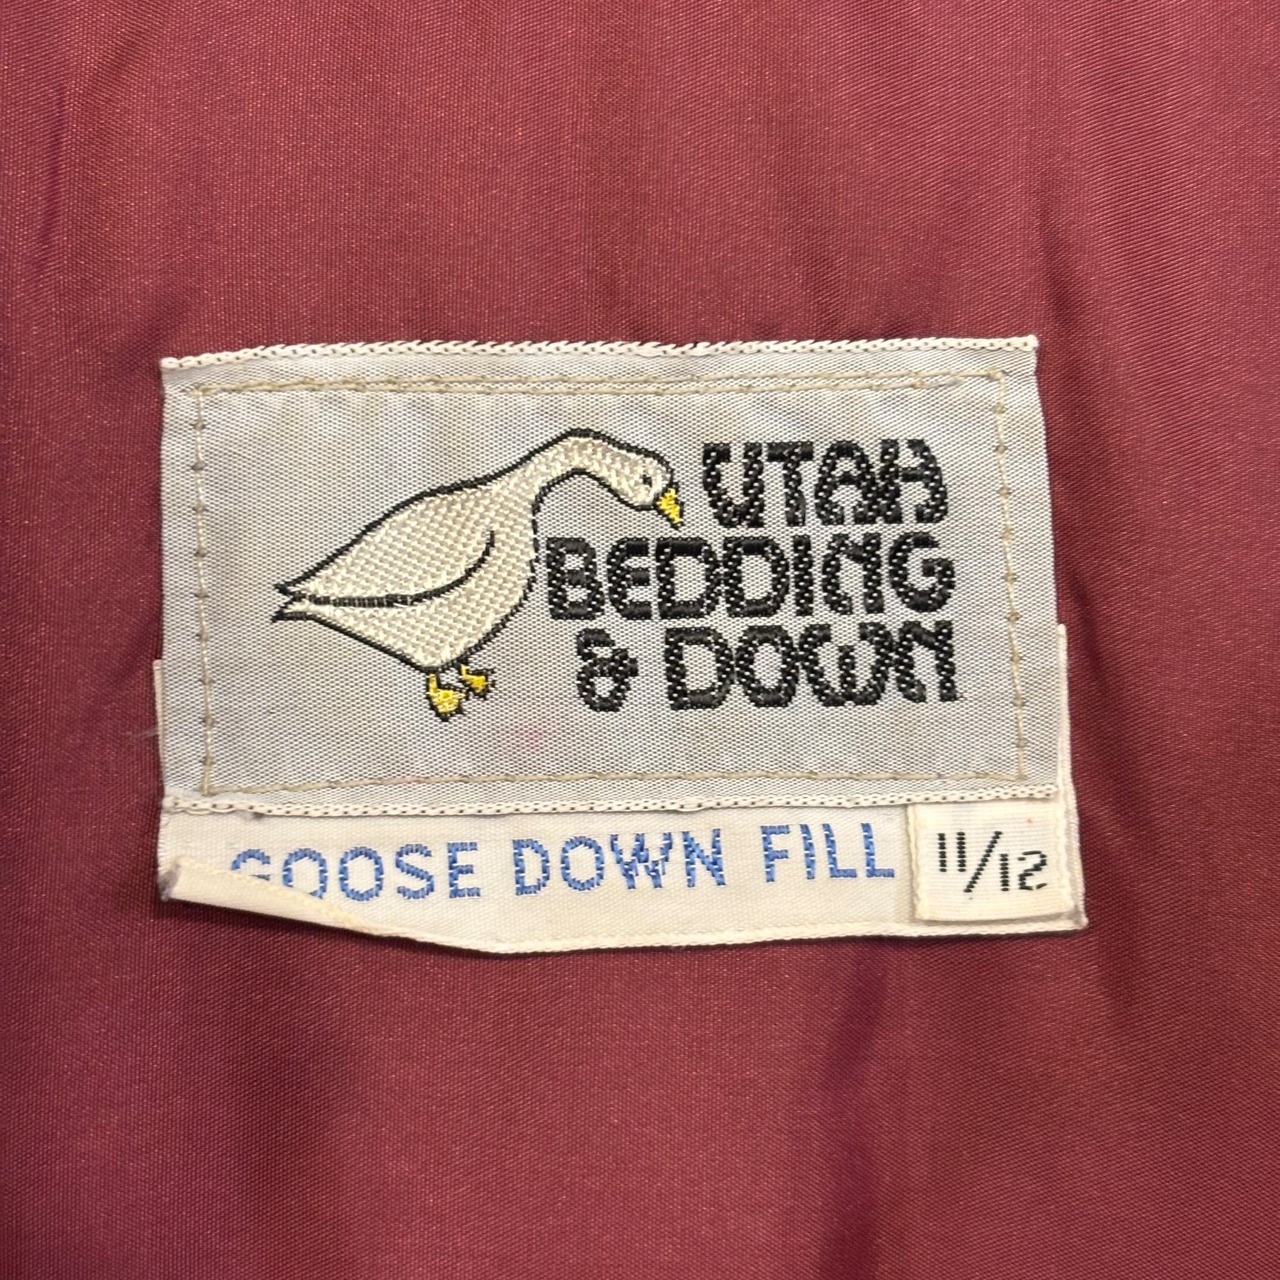 UTAH
BEDDING
& DOWN
GOOSE DOWN FILL
11/12